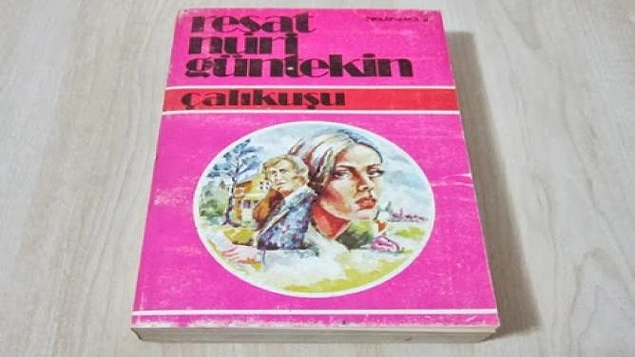 reşat
nuri
güntekin
çalıkuşu